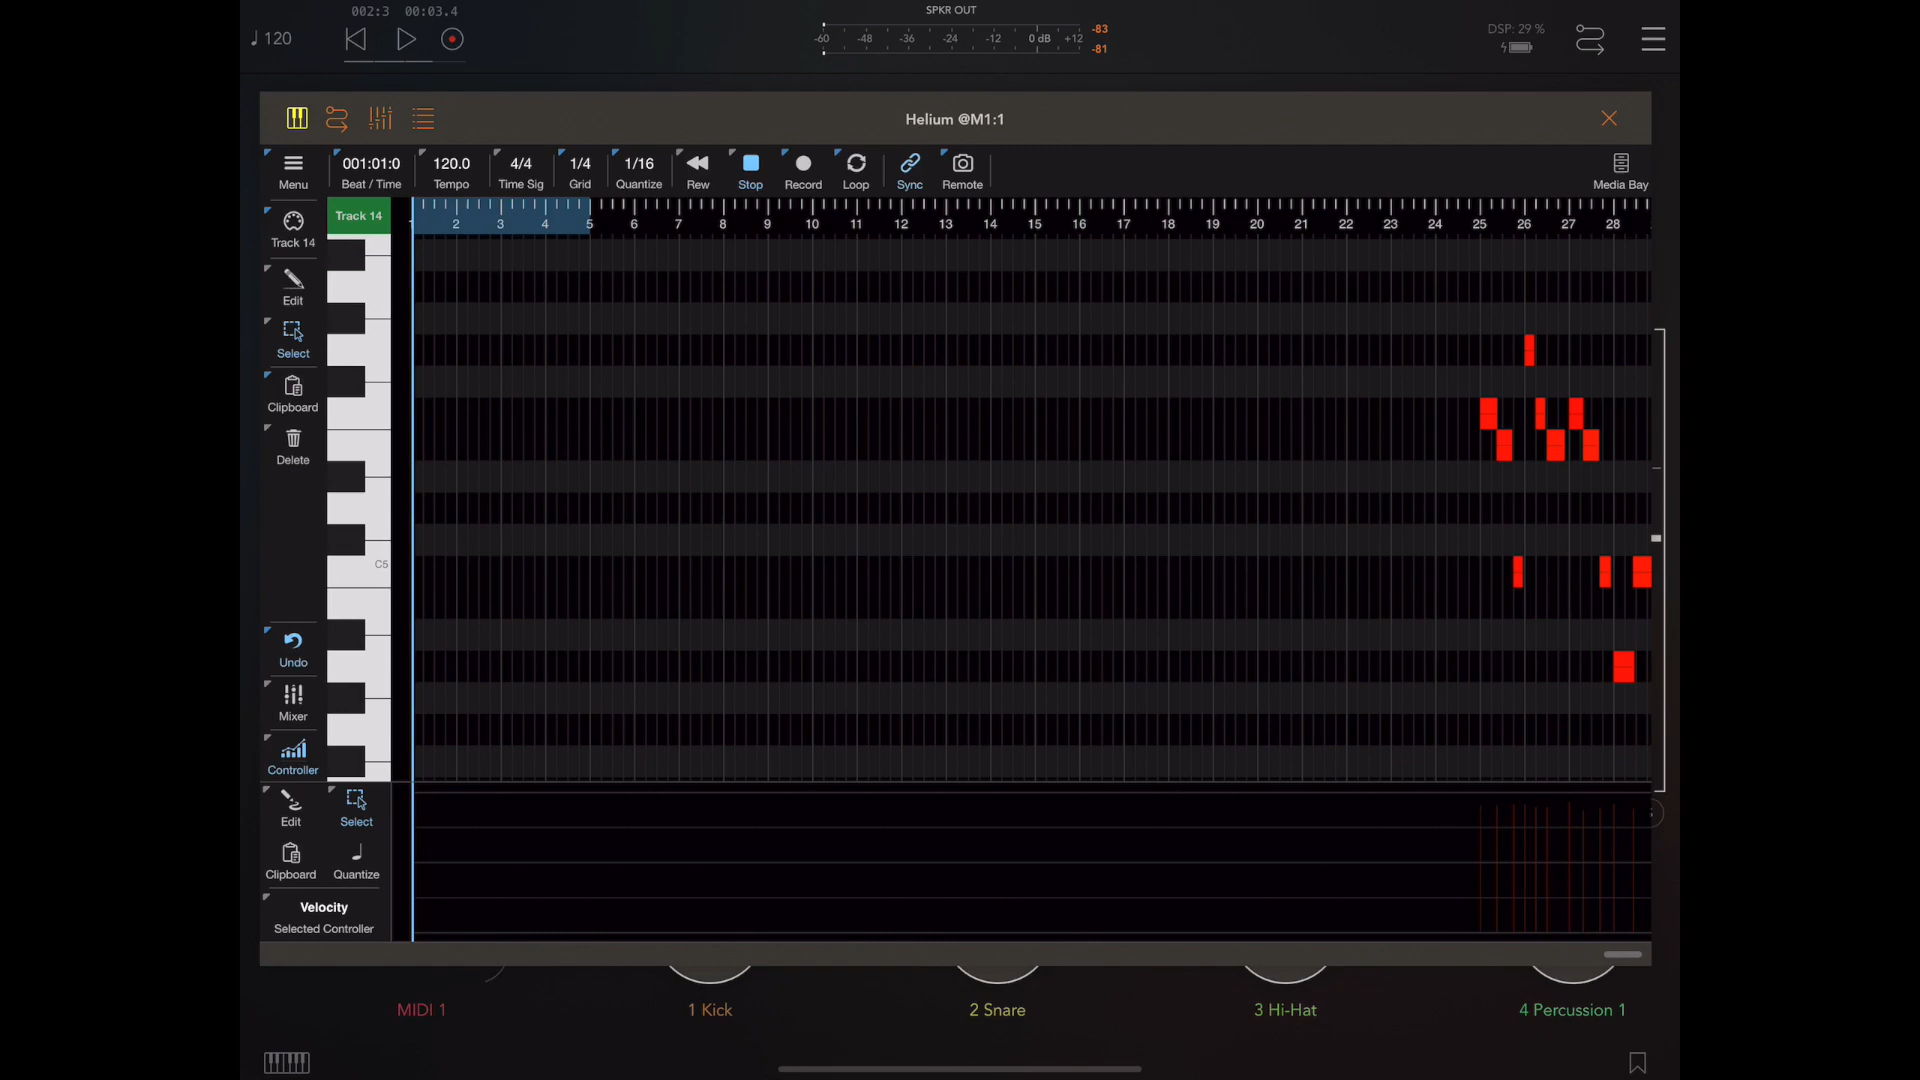 002:3 00:03.4
SPKR OUT
120
-60 -48 -36 -24 -12 0 dB +12
-83
-81
DSP: 29 %
Helium @M1:1
Menu
001:01:0
Beat / Time
120.0
Tempo
4/4
Time Sig
1/4
Grid
1/16
Quantize
Rew
Stop
Record
Loop
Sync
Remote
Media Bay
Track 14
1 2 3 4 5 6 7 8 9 10 11 12 13 14 15 16 17 18 19 20 21 22 23 24 25 26 27 28
Track 14
Edit
Select
Clipboard
Delete
C5
Undo
Mixer
Controller
Edit
Select
Clipboard
Quantize
Velocity
Selected Controller
MIDI 1
1 Kick
2 Snare
3 Hi-Hat
4 Percussion 1